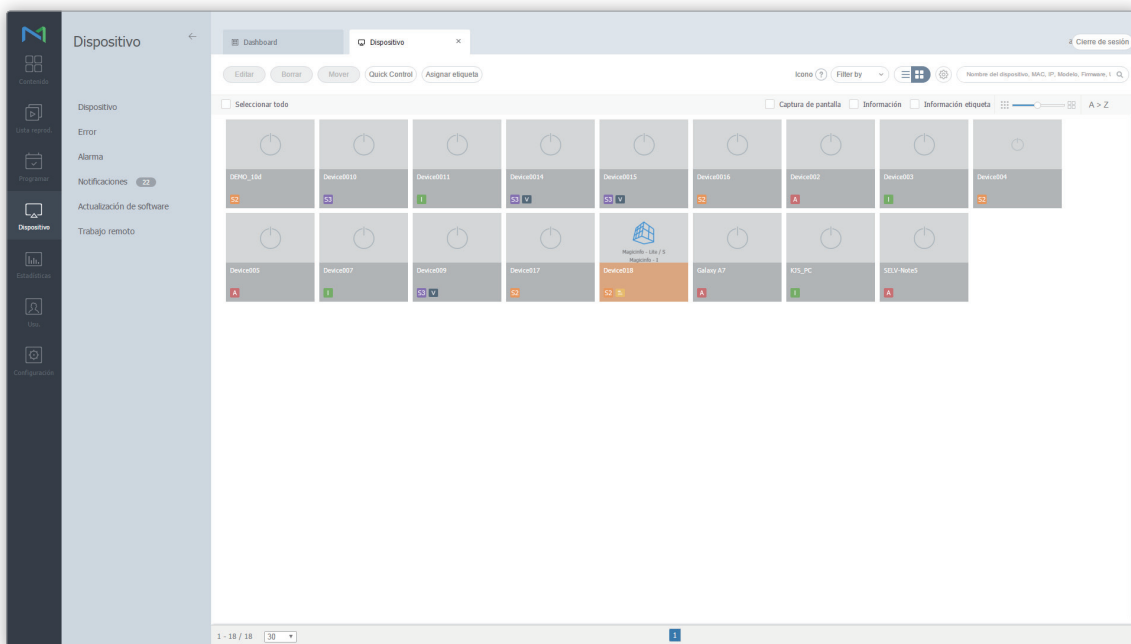 Dispositivo
←
Dashboard
Dispositivo ×
Cierre de sesión
Contenido
Lista reprod.
Programar
Dispositivo
Estadísticas
Usu.
Configuración
Dispositivo
Error
Alarma
Notificaciones 22
Actualización de software
Trabajo remoto
Editar Borrar Mover Quick Control Asignar etiqueta
Icono ? Filter by
Nombre del dispositivo, MAC, IP, Modelo, Firmware,
Seleccionar todo
Captura de pantalla Información Información etiqueta A > Z
DEMO_10d Device0010 Device0011 Device0014 Device0015 Device0016 Device002 Device003 Device004
S2 S3 I S3 V S3 V S2 A I S2
MagicInfo - Lite / S
MagicInfo - I
Device005 Device007 Device009 Device017 Device018 Galaxy A7 KJS_PC SELV-Note5
A I S3 V S2 S2 A I A
1 - 18 / 18 30 1